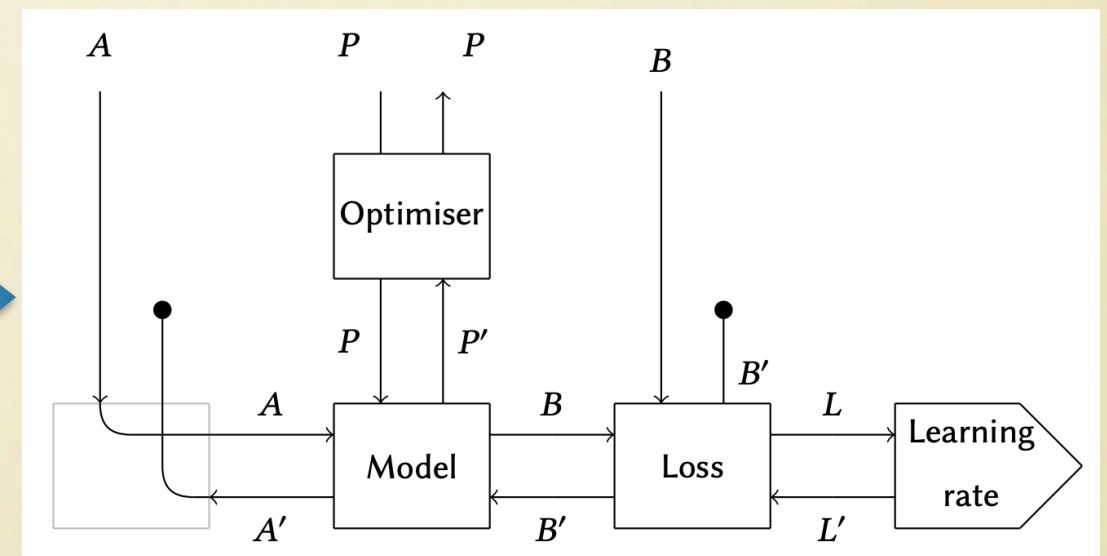 A
P
P
B
Optimiser
P
P′
B′
A
B
L
Model
Loss
Learning
rate
A′
B′
L′